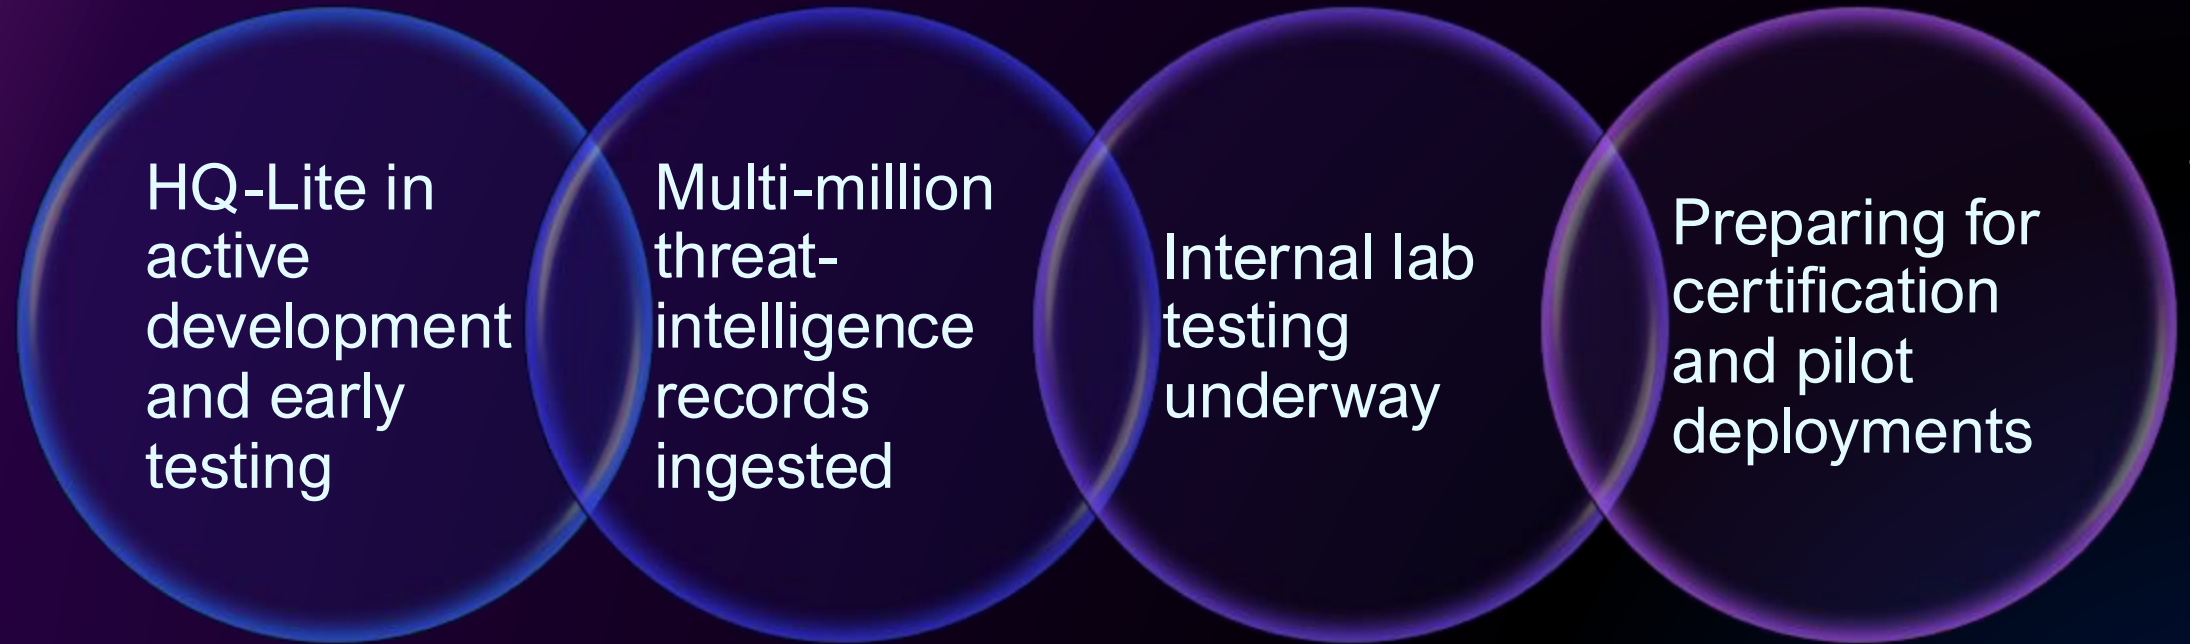 HQ-Lite in
active
development
and early
testing
Multi-million
threat-
intelligence
records
ingested
Internal lab
testing
underway
Preparing for
certification
and pilot
deployments